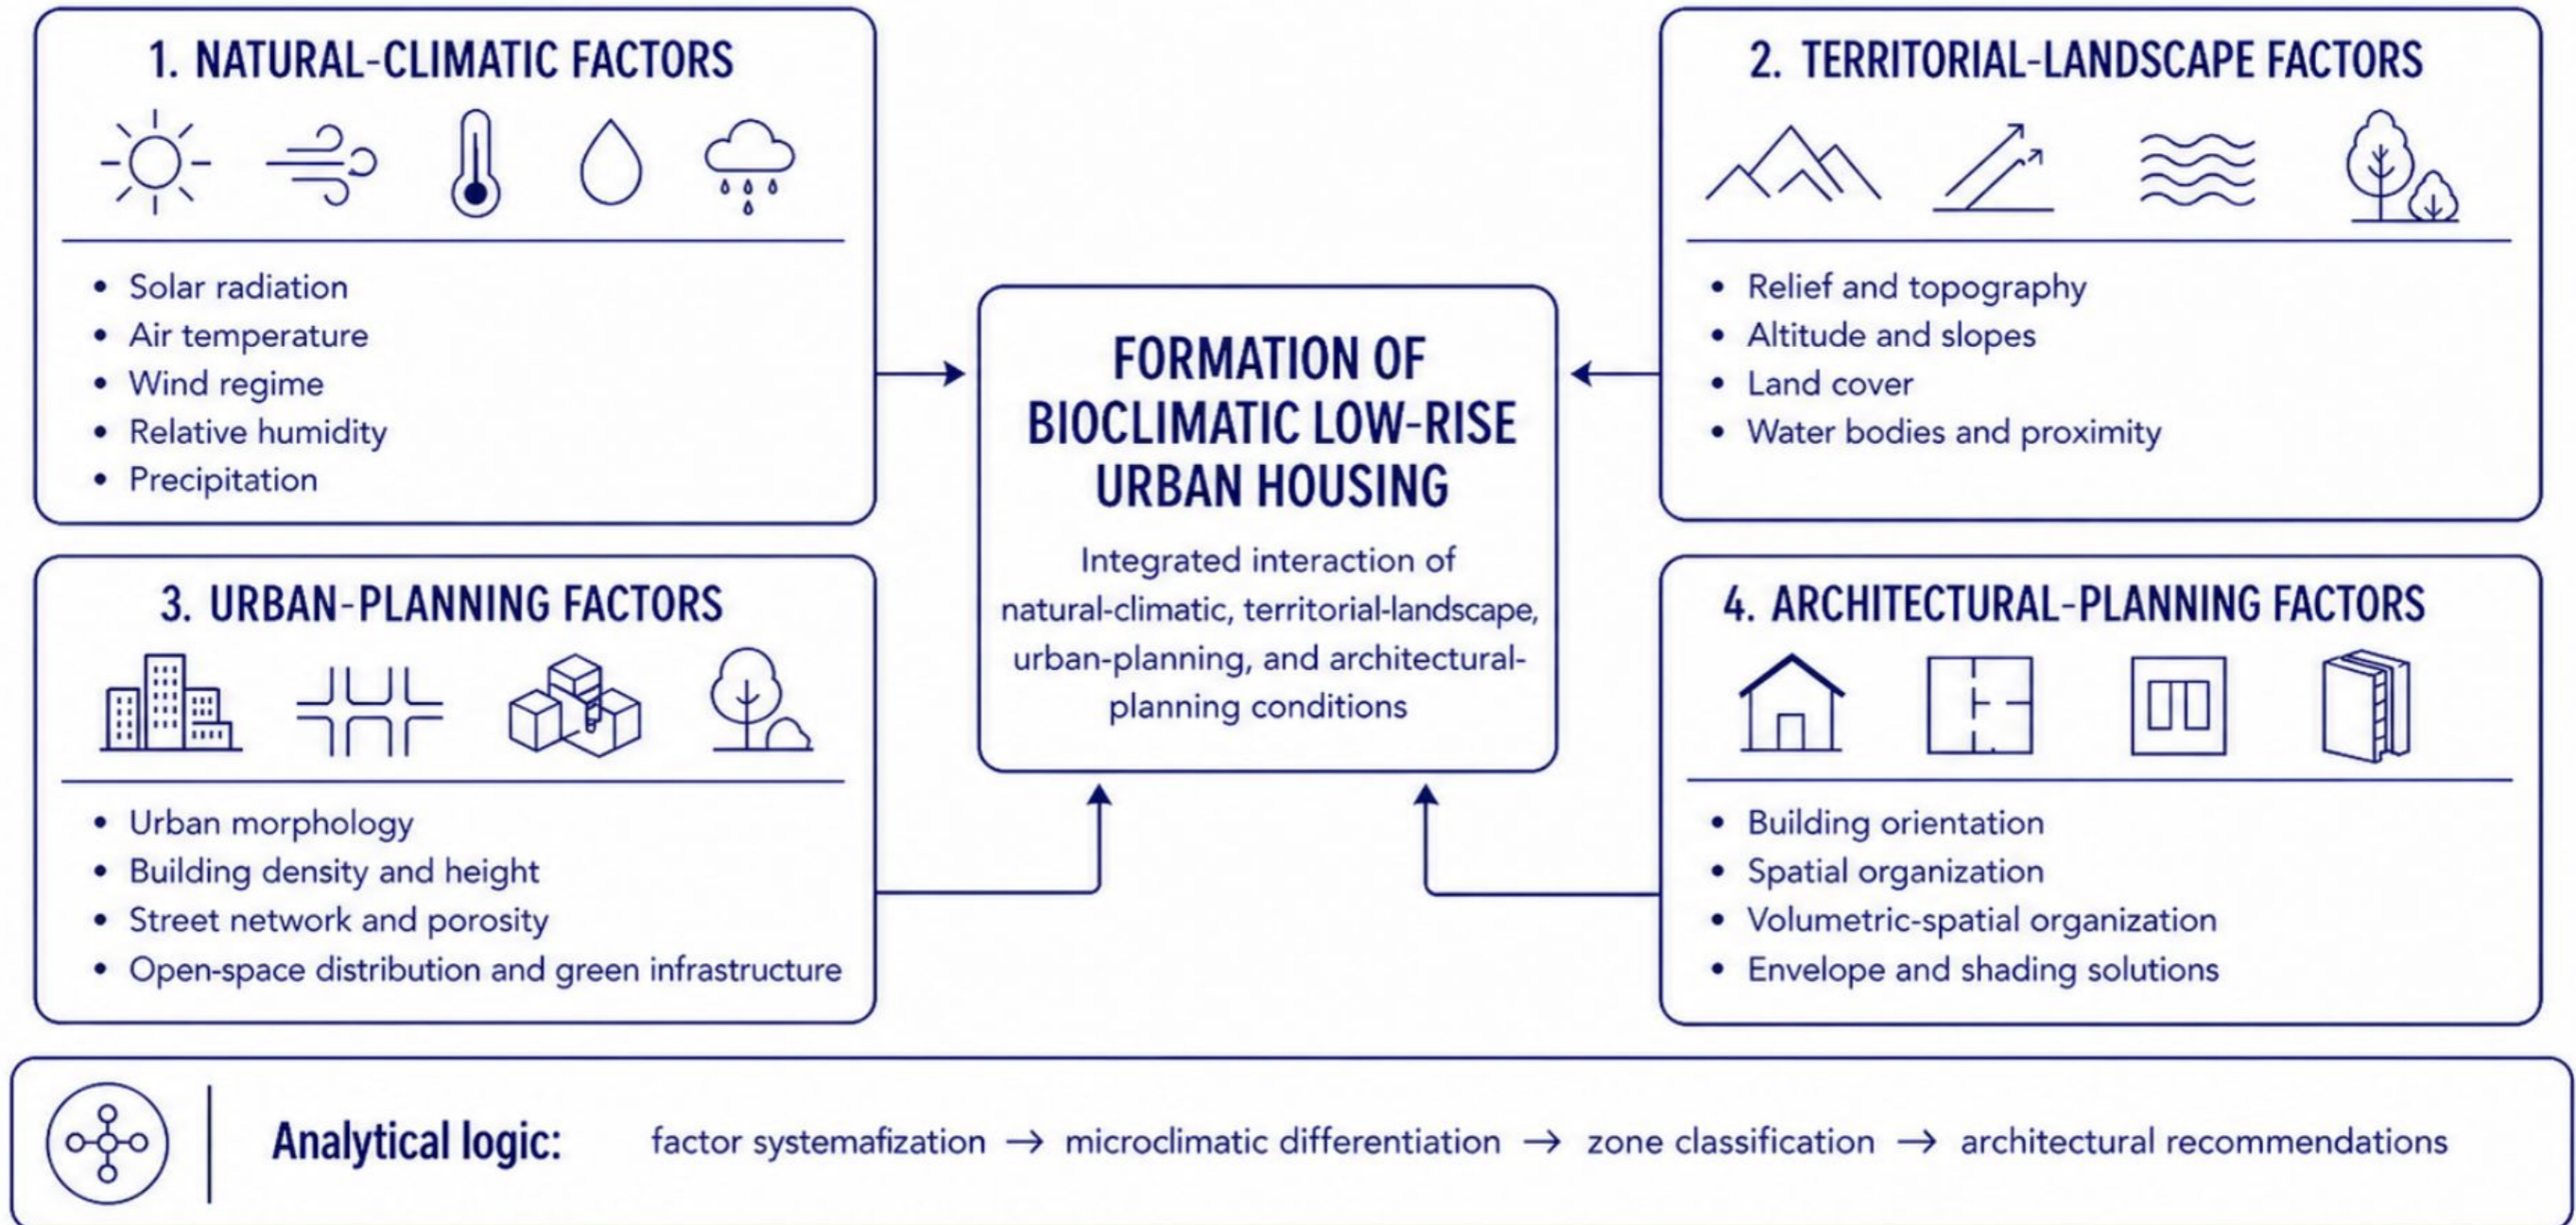 1. NATURAL-CLIMATIC FACTORS
• Solar radiation
• Air temperature
• Wind regime
• Relative humidity
• Precipitation
2. TERRITORIAL-LANDSCAPE FACTORS
• Relief and topography
• Altitude and slopes
• Land cover
• Water bodies and proximity
FORMATION OF
BIOCLIMATIC LOW-RISE
URBAN HOUSING
Integrated interaction of
natural-climatic, territorial-landscape,
urban-planning, and architectural-
planning conditions
3. URBAN-PLANNING FACTORS
• Urban morphology
• Building density and height
• Street network and porosity
• Open-space distribution and green infrastructure
4. ARCHITECTURAL-PLANNING FACTORS
• Building orientation
• Spatial organization
• Volumetric-spatial organization
• Envelope and shading solutions
Analytical logic: factor systemafization → microclimatic differentiation → zone classification → architectural recommendations